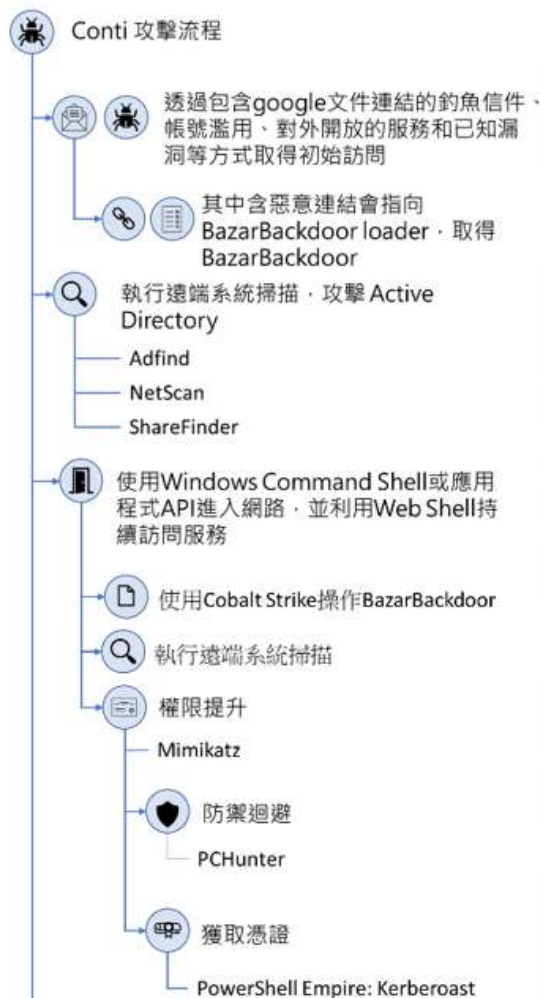 Conti 攻擊流程
透過包含google文件連結的釣魚信件、
帳號濫用、對外開放的服務和已知漏
洞等方式取得初始訪問
其中含惡意連結會指向
BazarBackdoor loader，取得
BazarBackdoor
執行遠端系統掃描，攻擊 Active
Directory
Adfind
NetScan
ShareFinder
使用Windows Command Shell或應用
程式API進入網路，並利用Web Shell持
續訪問服務
使用Cobalt Strike操作BazarBackdoor
執行遠端系統掃描
權限提升
Mimikatz
防禦迴避
PCHunter
獲取憑證
PowerShell Empire: Kerberoast